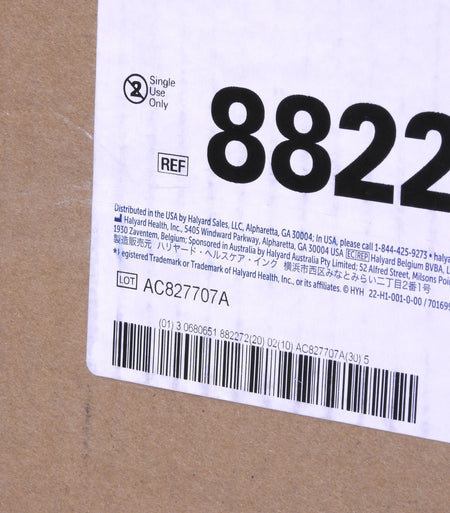 Single
Use
Only
2
REF
8822
Distributed in the USA by Halyard Sales, LLC, Alpharetta, GA 30004; In USA, please call 1-844-425-9273 • halya
Halyard Health, Inc., 5405 Windward Parkway, Alpharetta, GA 30004 EC REP Halyard Belgium BVBA, L
1930 Zaventem, Belgium; Sponsored in Australia by Halyard Australia Pty Limited; 52 Alfred Street, Milsons Poin
製造販売元 ハリヤード・ヘルスケア・インク 横浜市西区みなとみらい二丁目2番1号
*) egistered Trademark or Trademark of Halyard Health, Inc., or its affiliates. © HYH 22-H1-001-0-00 / 701695
LOT AC827707A
(01) 3 0680651 882272(20) 02(10) AC827707A(30) 5